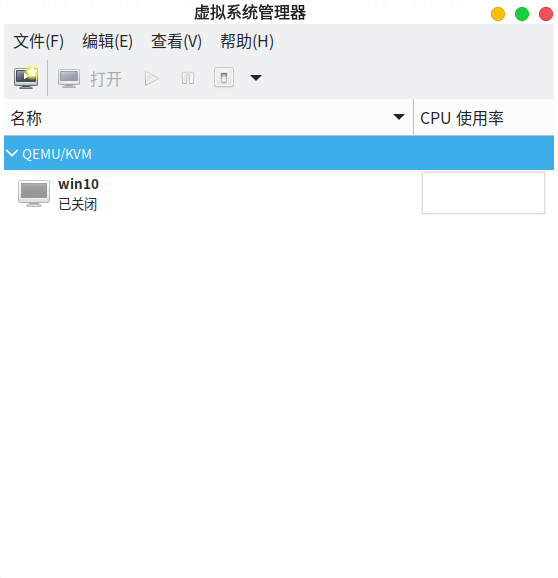 虚拟系统管理器
文件(F) 编辑(E) 查看(V) 帮助(H)
打开
名称 CPU 使用率
QEMU/KVM
win10
已关闭